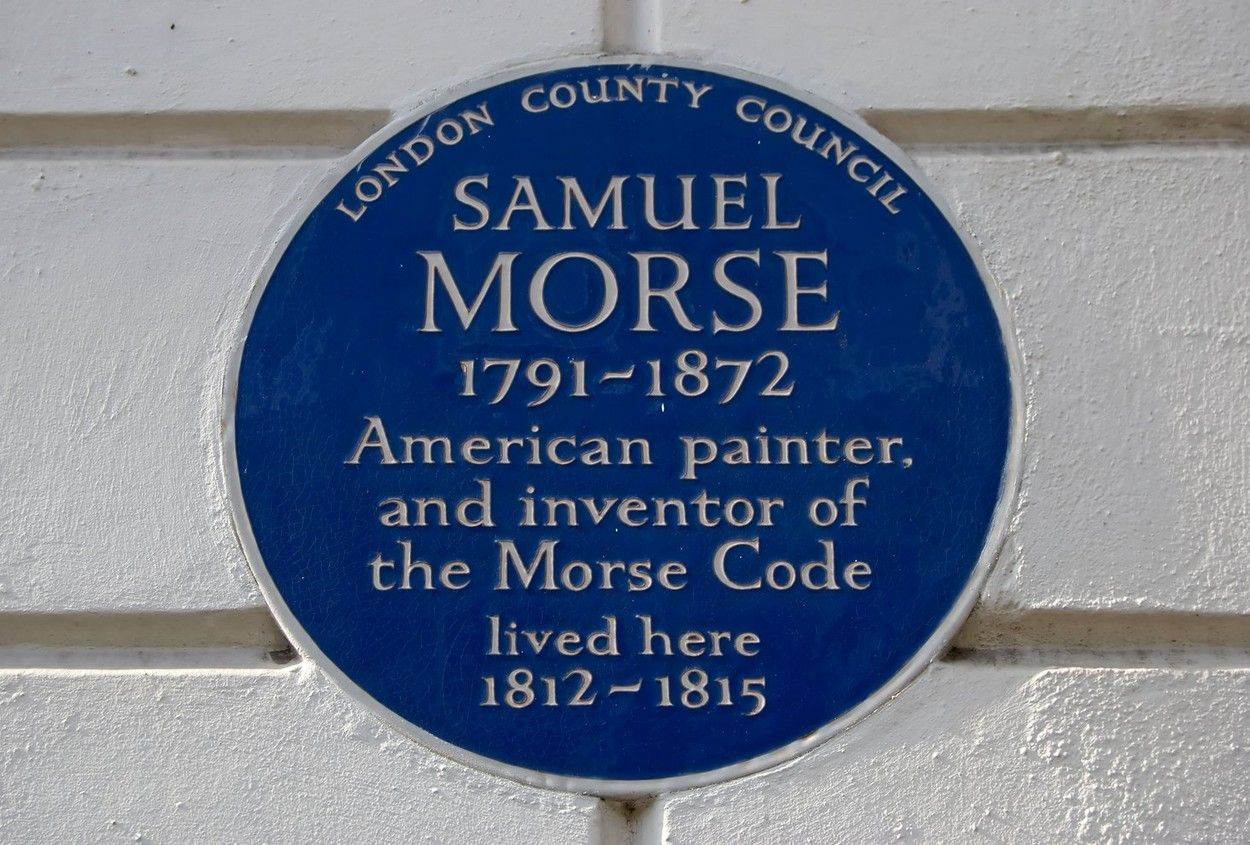 LONDON COUNTY COUNCIL
SAMUEL
MORSE
1791~1872
American painter,
and inventor of
the Morse Code
lived here
1812~1815